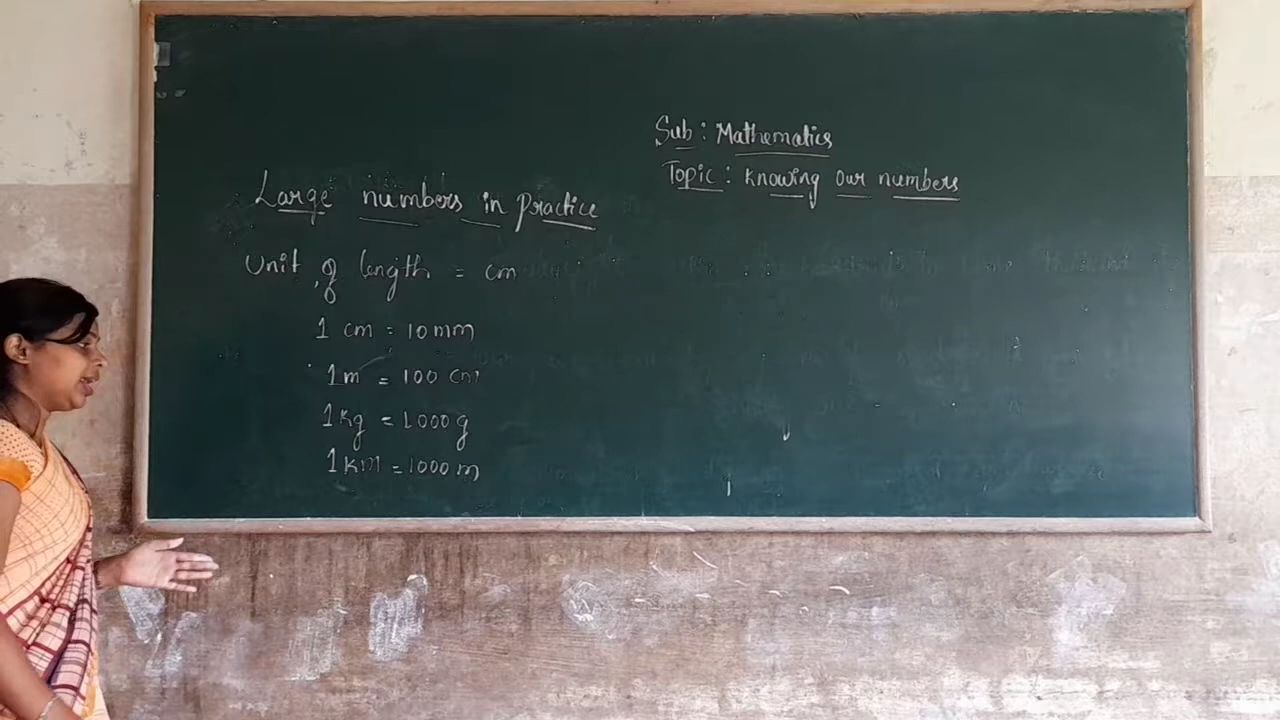 Sub : Mathematics
Topic : Knowing our numbers
Large numbers in practice
Unit of length = cm
1 cm = 10 mm
1m = 100 cm
1 Kg = 1000 g
1 KM = 1000 m